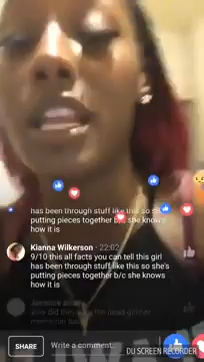 has been through stuff like this so s
putting pieces together b/c she knows
how it is
Kianna Wilkerson · 22:02
9/10 this all facts you can tell this girl
has been through stuff like this so she's
putting pieces together b/c she knows
how it is
SHARE
Write a comment...
DU SCREEN RECORDER